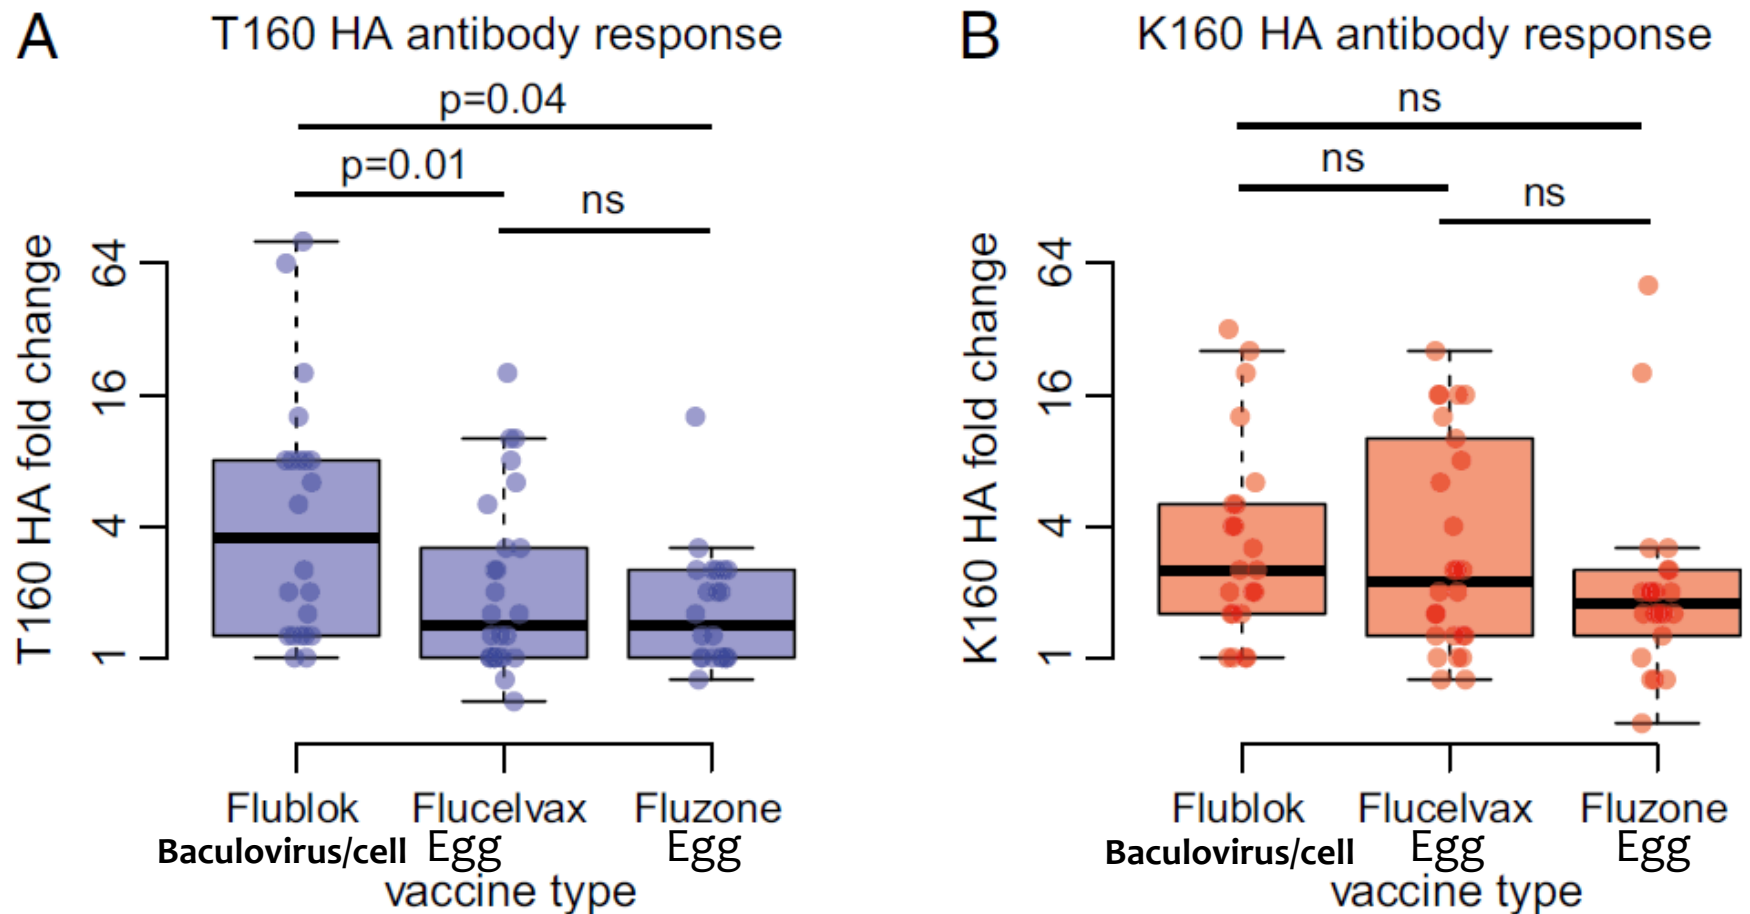 A
T160 HA antibody response
p=0.04
p=0.01
ns
T160 HA fold change
64
16
4
1
Flublok Flucelvax Fluzone
Baculovirus/cell Egg Egg
vaccine type
B
K160 HA antibody response
ns
ns
ns
K160 HA fold change
64
16
4
1
Flublok Flucelvax Fluzone
Baculovirus/cell Egg Egg
vaccine type